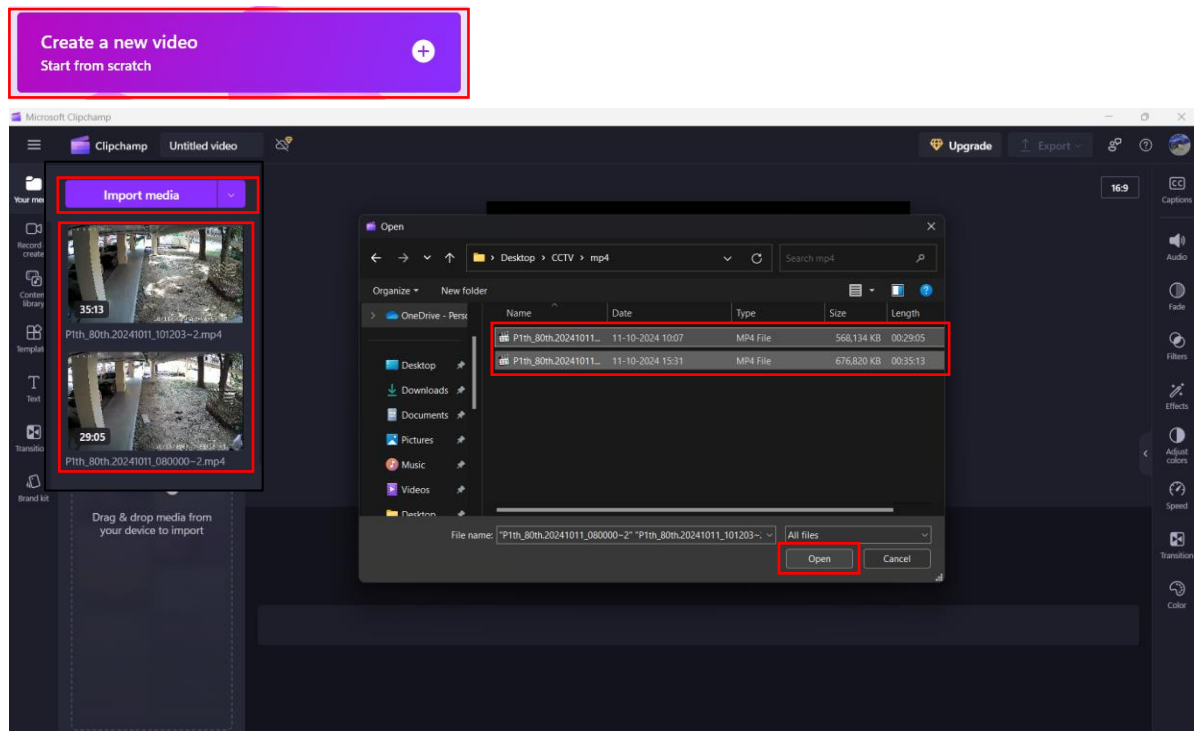 Create a new video
Start from scratch
Microsoft Clipchamp
Clipchamp Untitled video Upgrade Export
16:9
Your me
Import media
Record
create
Conten
library
Templat
Text
Transitio
Brand kit
35:13
P1th_80th.20241011_101203~2.mp4
29:05
P1th_80th.20241011_080000~2.mp4
Drag & drop media from
your device to import
Open
Desktop > CCTV > mp4 Search mp4
Organize New folder
OneDrive - Perso
Desktop
Downloads
Documents
Pictures
Music
Videos
Desktop
Name Date Type Size Length
P1th_80th.20241011... 11-10-2024 10:07 MP4 File 568,134 KB 00:29:05
P1th_80th.20241011... 11-10-2024 15:31 MP4 File 676,820 KB 00:35:13
File name: "P1th_80th.20241011_080000~2" "P1th_80th.20241011_101203~. All files
Open Cancel
CC
Captions
Audio
Fade
Filters
Effects
Adjust
colors
Speed
Transition
Color